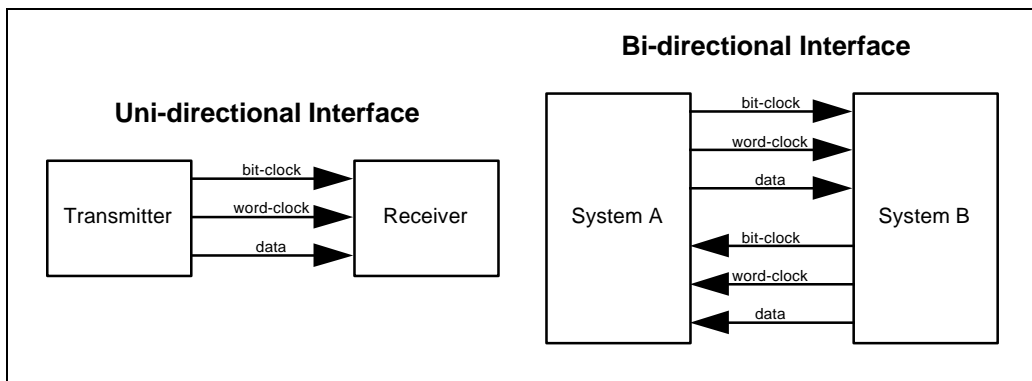 Uni-directional Interface
Transmitter
bit-clock
word-clock
data
Receiver
Bi-directional Interface
System A
bit-clock
word-clock
data
bit-clock
word-clock
data
System B